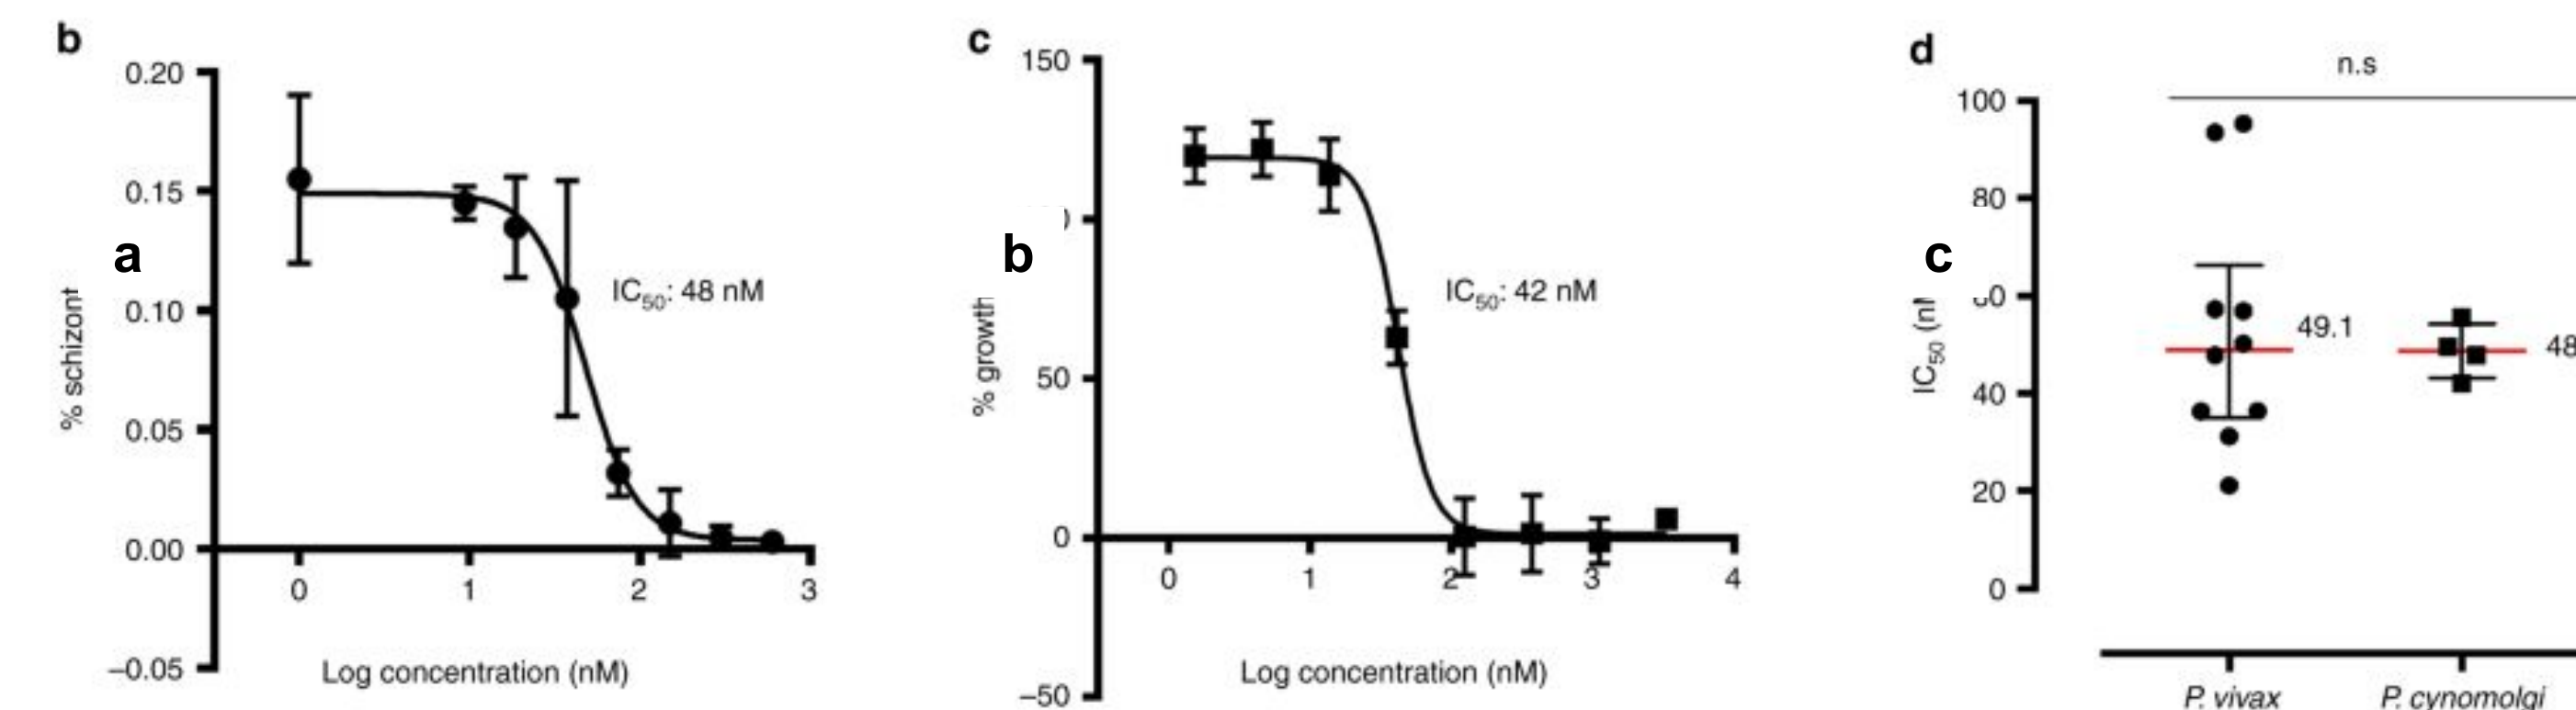 b
0.20
0.15
0.10
0.05
0.00
−0.05
a
% schizont
IC50: 48 nM
0
1
2
3
Log concentration (nM)
c
150
50
0
−50
b
% growth
IC50: 42 nM
0
1
2
3
4
Log concentration (nM)
d
n.s
100
80
40
20
0
c
IC50
49.1
48
P. vivax
P. cynomolgi